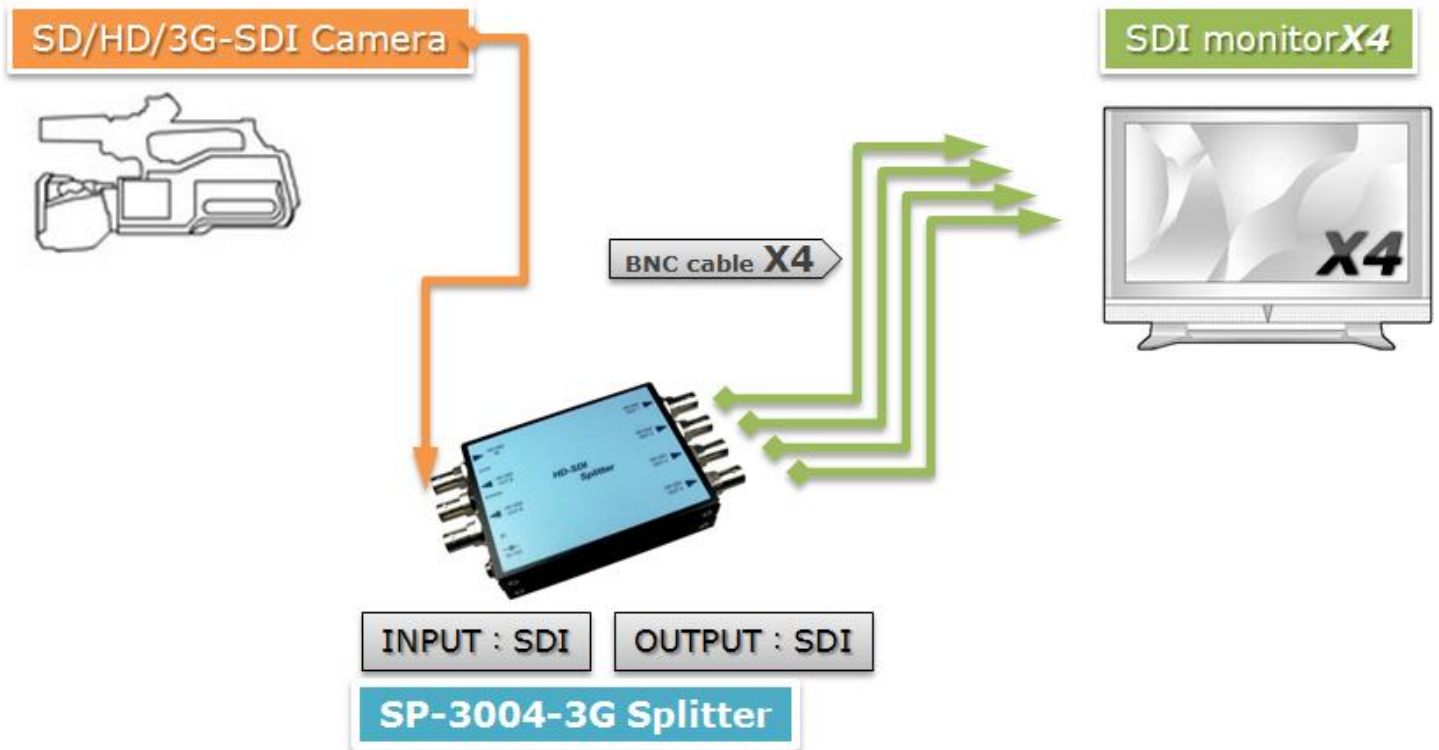 SD/HD/3G-SDI Camera
SDI monitorX4
X4
BNC cable X4
HD-SDI
Splitter
INPUT：SDI
OUTPUT：SDI
SP-3004-3G Splitter